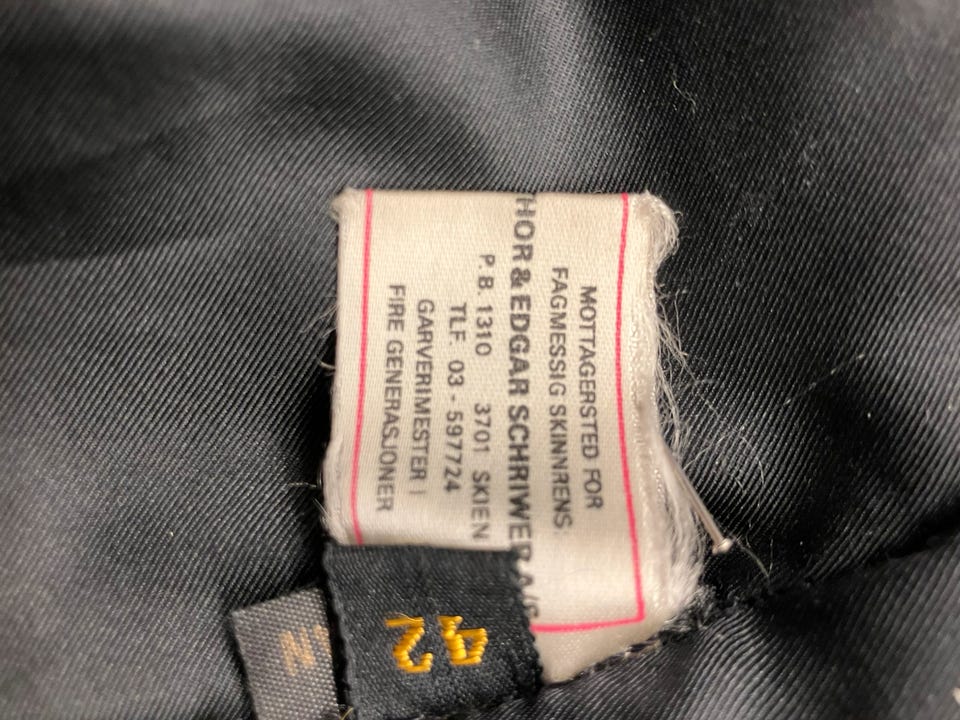 MOTTAGERSTED FOR
FAGMESSIG SKINNRENS:
HOR & EDGAR SCHRIWER A/S
P.B. 1310 3701 SKIEN
TLF. 03-597724
GARVERIMESTER I
FIRE GENERASJONER
42